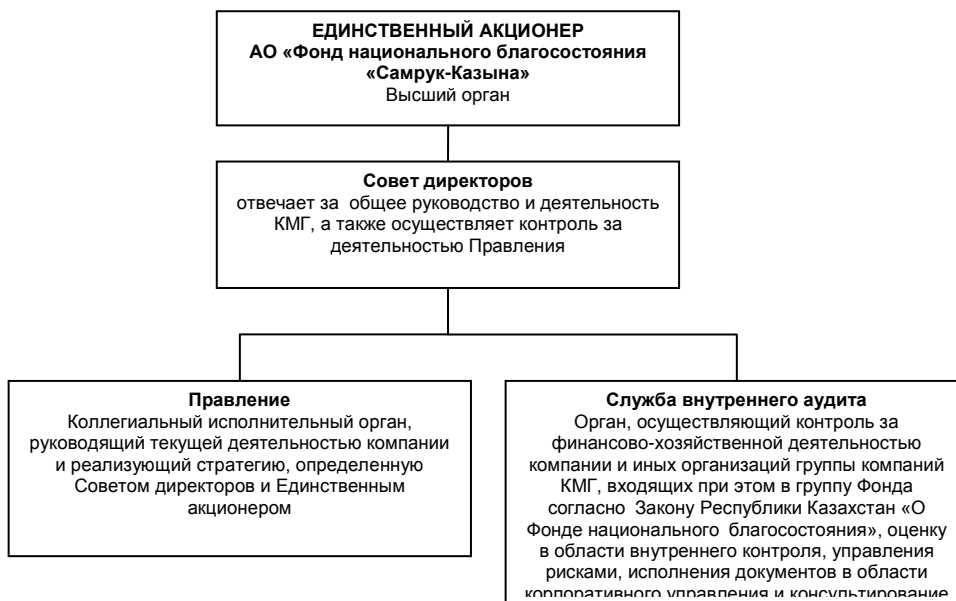 ЕДИНСТВЕННЫЙ АКЦИОНЕР
АО «Фонд национального благосостояния
«Самрук-Казына»
Высший орган
Совет директоров
отвечает за общее руководство и деятельность
КМГ, а также осуществляет контроль за
деятельностью Правления
Правление
Коллегиальный исполнительный орган,
руководящий текущей деятельностью компании
и реализующий стратегию, определенную
Советом директоров и Единственным
акционером
Служба внутреннего аудита
Орган, осуществляющий контроль за
финансово-хозяйственной деятельностью
компании и иных организаций группы компаний
КМГ, входящих при этом в группу Фонда
согласно Закону Республики Казахстан «О
Фонде национального благосостояния», оценку
в области внутреннего контроля, управления
рисками, исполнения документов в области
корпоративного управления и консультирование